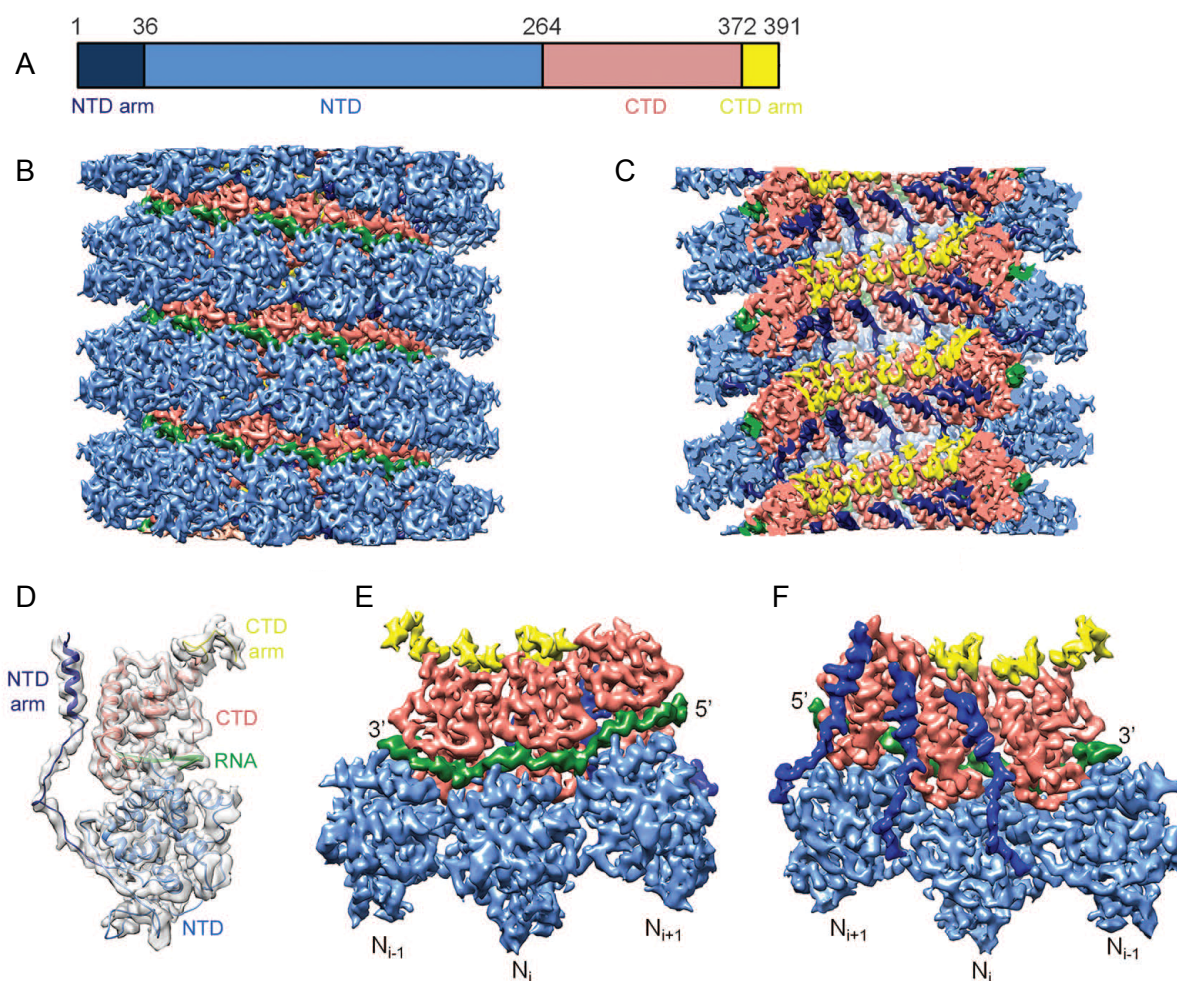 1 36 264 372 391
A
NTD arm NTD CTD CTD arm
B
C
D
E
F
CTD
arm
NTD
arm
CTD
RNA
NTD
3' 5'
5' 3'
Nᵢ₋₁ Nᵢ Nᵢ₊₁
Nᵢ₊₁ Nᵢ Nᵢ₋₁